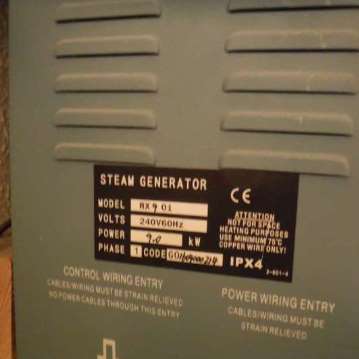 STEAM GENERATOR
CE
MODEL
VOLTS 240V60Hz
POWER 9.0 kW
PHASE 1 CODE
ATTENTION
NOT FOR SPACE
HEATING PURPOSES
USE MINIMUM 75°C
COPPER WIRE ONLY!
IPX4
CONTROL WIRING ENTRY
CABLES/WIRING MUST BE STRAIN RELIEVED
NO POWER CABLES THROUGH THIS ENTRY
POWER WIRING ENTRY
CABLES/WIRING MUST BE
STRAIN RELIEVED